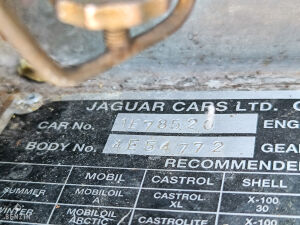 JAGUAR CARS LTD. C
CAR No. 1E78520 ENG
BODY No. 4E54772 GEA
RECOMMENDE
MOBIL CASTROL SHELL
SUMMER MOBILOIL A CASTROL XL X-100 30
WINTER MOBILOIL ARCTIC CASTROLITE X-100